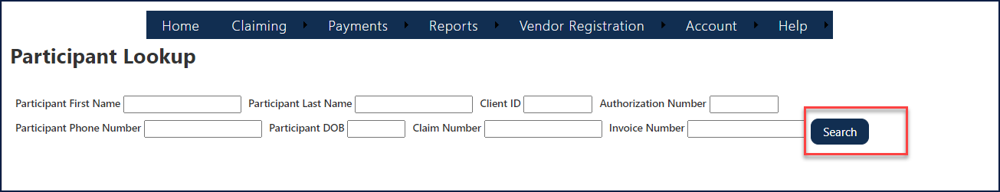 Home Claiming Payments Reports Vendor Registration Account Help
Participant Lookup
Participant First Name Participant Last Name Client ID Authorization Number
Participant Phone Number Participant DOB Claim Number Invoice Number Search